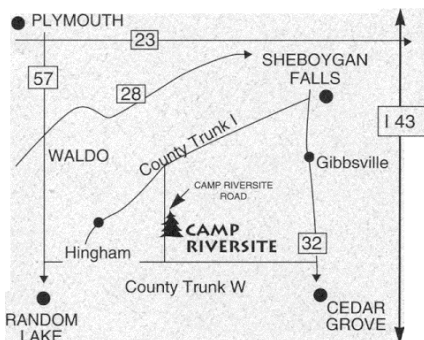 PLYMOUTH
23
SHEBOYGAN
FALLS
57
28
I 43
County Trunk I
WALDO
Gibbsville
CAMP RIVERSITE
ROAD
CAMP
RIVERSITE
Hingham
32
County Trunk W
RANDOM
LAKE
CEDAR
GROVE